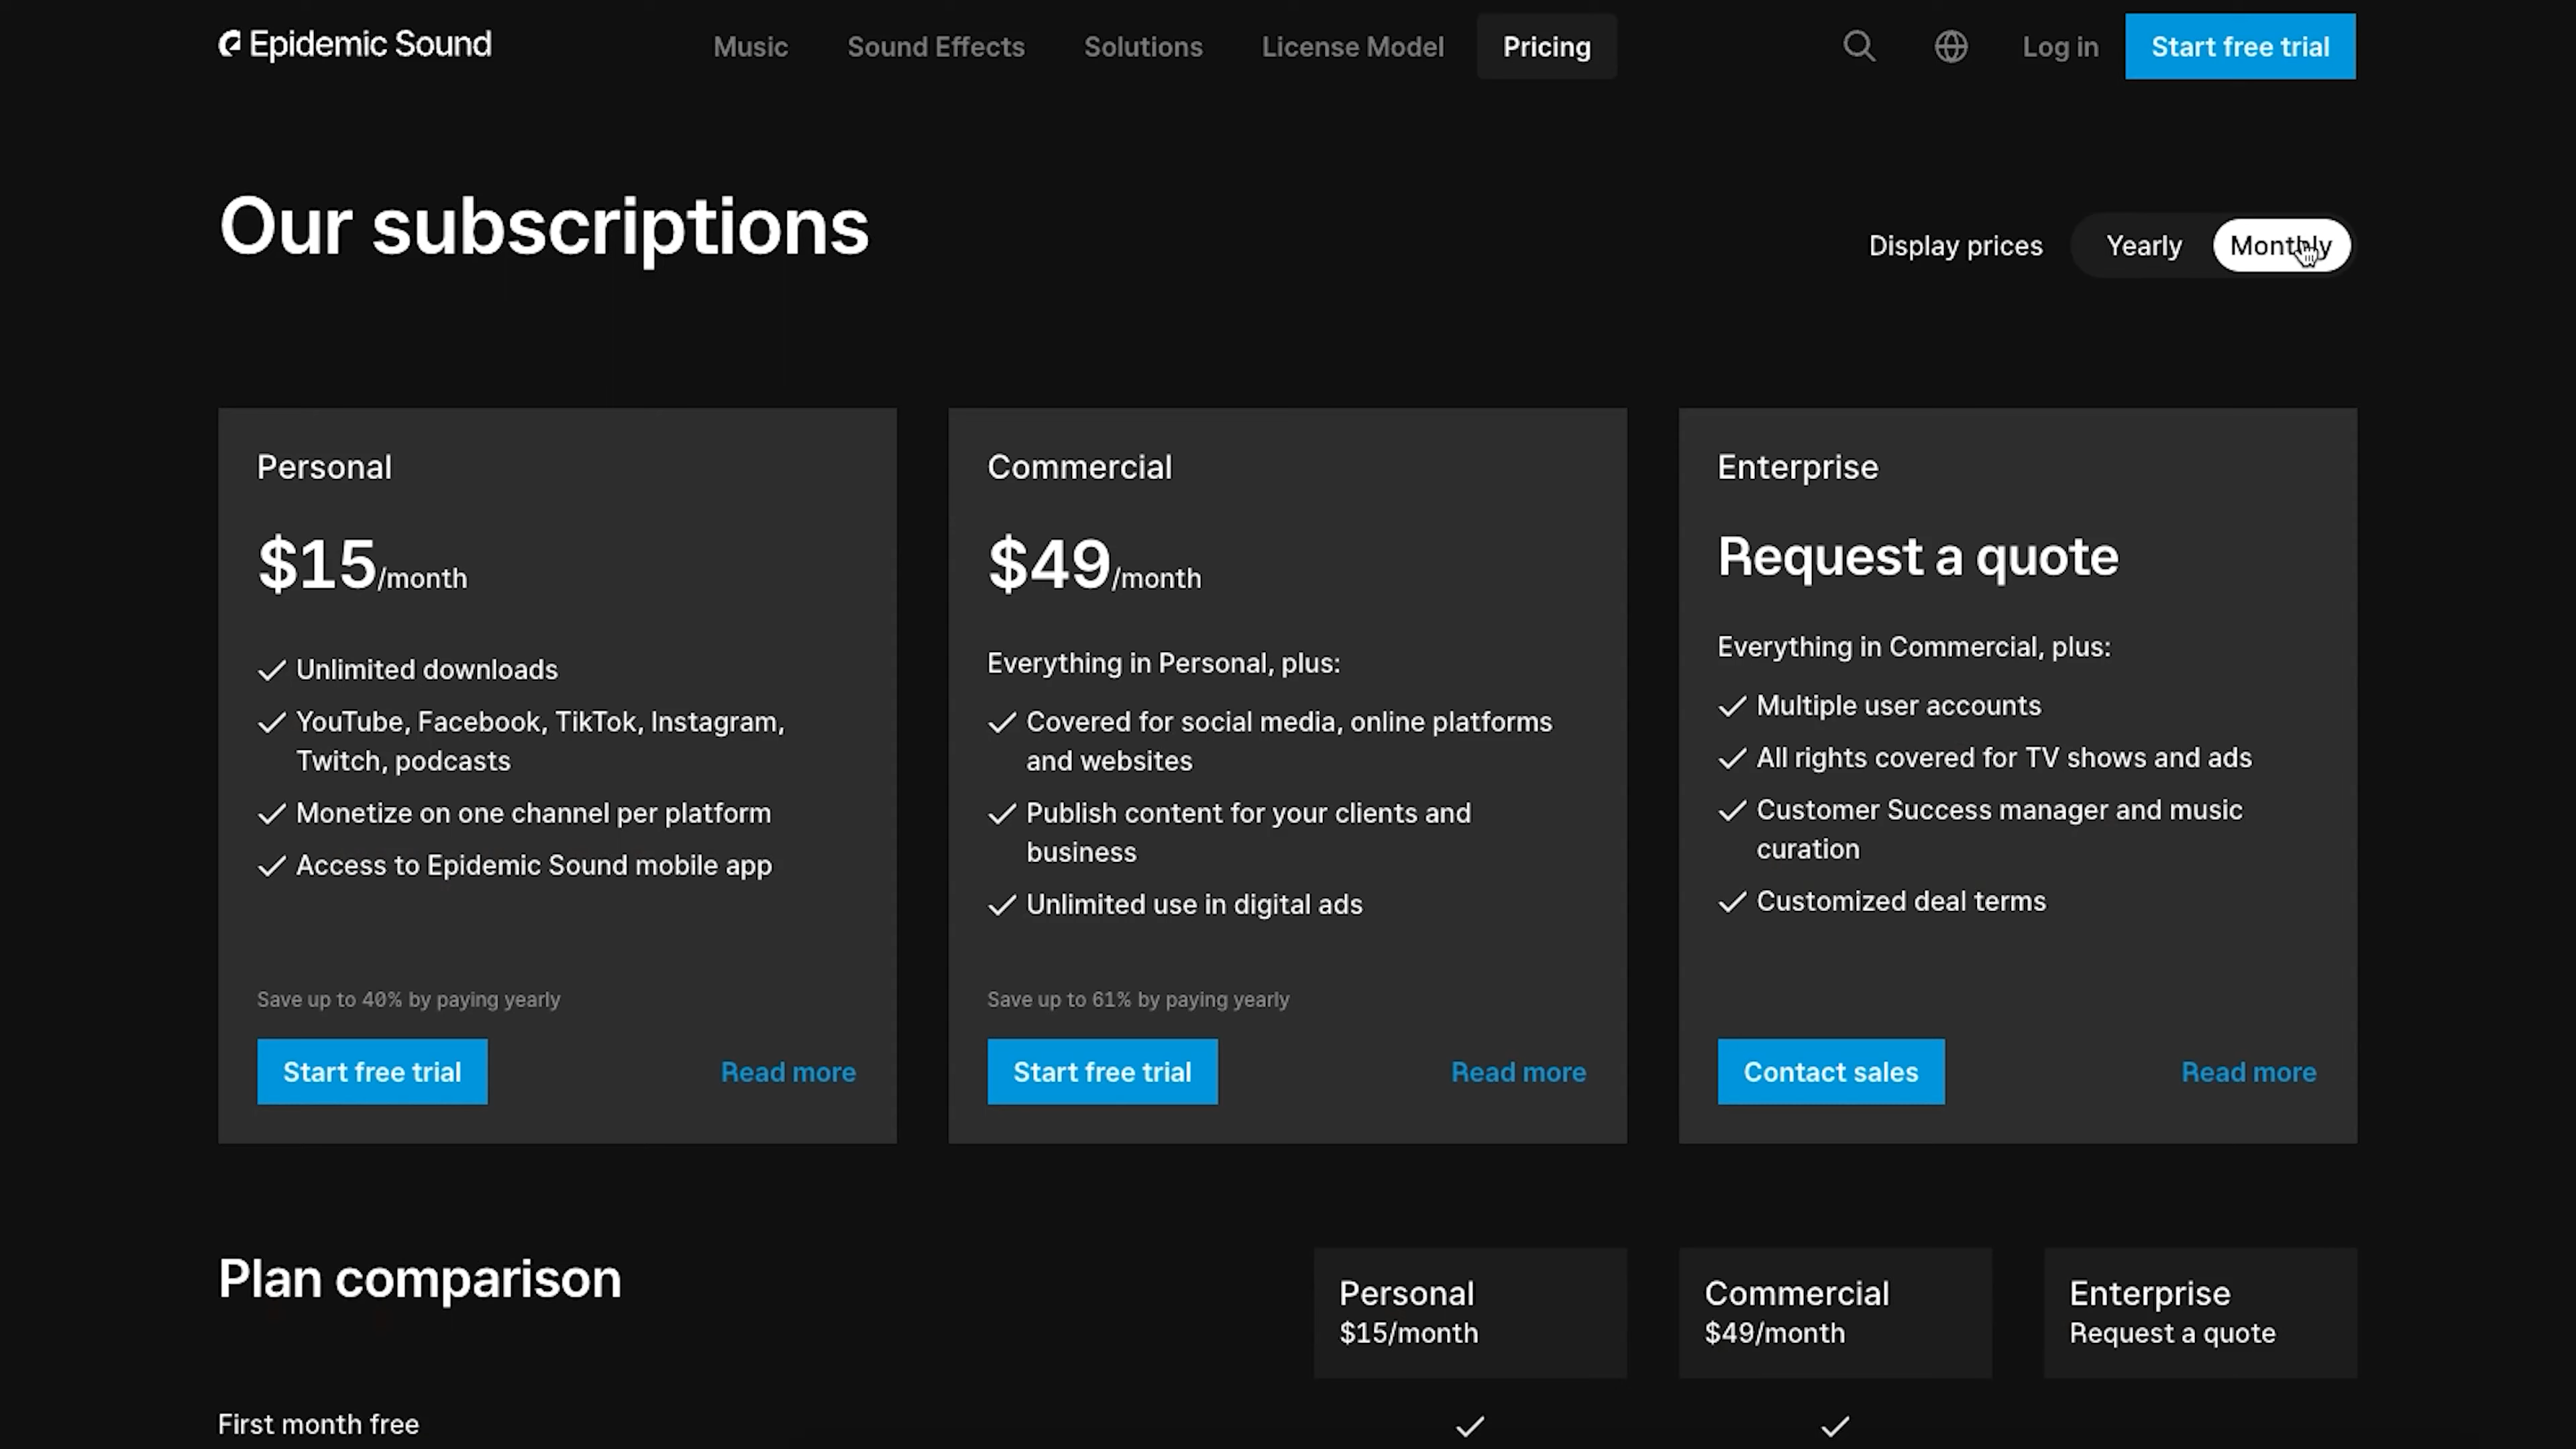 Epidemic Sound
Music
Sound Effects
Solutions
License Model
Pricing
Log in
Start free trial
Our subscriptions
Display prices
Yearly
Monthly
Personal
$15/month
Unlimited downloads
YouTube, Facebook, TikTok, Instagram,
Twitch, podcasts
Monetize on one channel per platform
Access to Epidemic Sound mobile app
Save up to 40% by paying yearly
Start free trial
Read more
Commercial
$49/month
Everything in Personal, plus:
Covered for social media, online platforms
and websites
Publish content for your clients and
business
Unlimited use in digital ads
Save up to 61% by paying yearly
Start free trial
Read more
Enterprise
Request a quote
Everything in Commercial, plus:
Multiple user accounts
All rights covered for TV shows and ads
Customer Success manager and music
curation
Customized deal terms
Contact sales
Read more
Plan comparison
Personal
$15/month
Commercial
$49/month
Enterprise
Request a quote
First month free